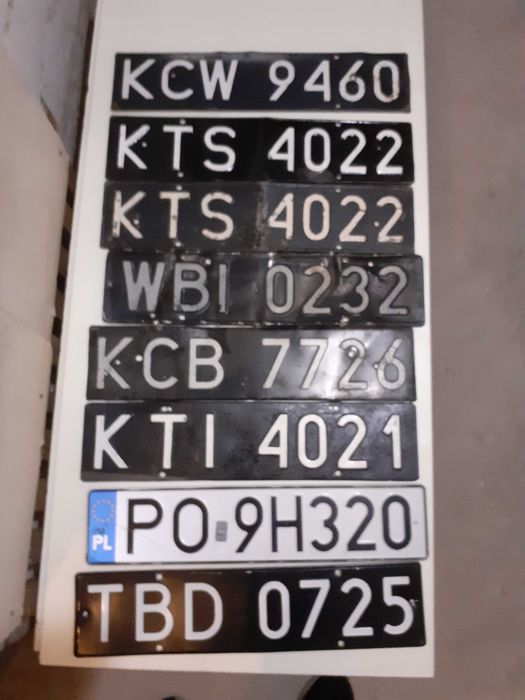 KCW 9460
KTS 4022
KTS 4022
WBI 0232
KCB 7726
KTI 4021
PL PO 9H320
TBD 0725